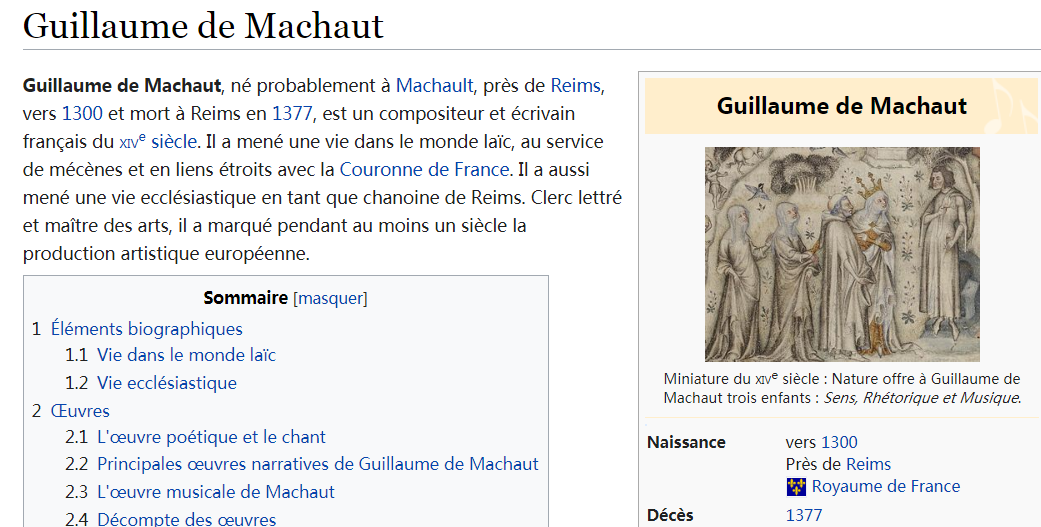 Guillaume de Machaut
Guillaume de Machaut, né probablement à Machault, près de Reims,
vers 1300 et mort à Reims en 1377, est un compositeur et écrivain
français du XIVe siècle. Il a mené une vie dans le monde laïc, au service
de mécènes et en liens étroits avec la Couronne de France. Il a aussi
mené une vie ecclésiastique en tant que chanoine de Reims. Clerc lettré
et maître des arts, il a marqué pendant au moins un siècle la
production artistique européenne.
Sommaire [masquer]
1 Éléments biographiques
1.1 Vie dans le monde laïc
1.2 Vie ecclésiastique
2 Œuvres
2.1 L'œuvre poétique et le chant
2.2 Principales œuvres narratives de Guillaume de Machaut
2.3 L'œuvre musicale de Machaut
2.4 Décompte des œuvres
Guillaume de Machaut
Miniature du XIVe siècle : Nature offre à Guillaume de
Machaut trois enfants : Sens, Rhétorique et Musique.
Naissance vers 1300
Près de Reims
Royaume de France
Décès 1377